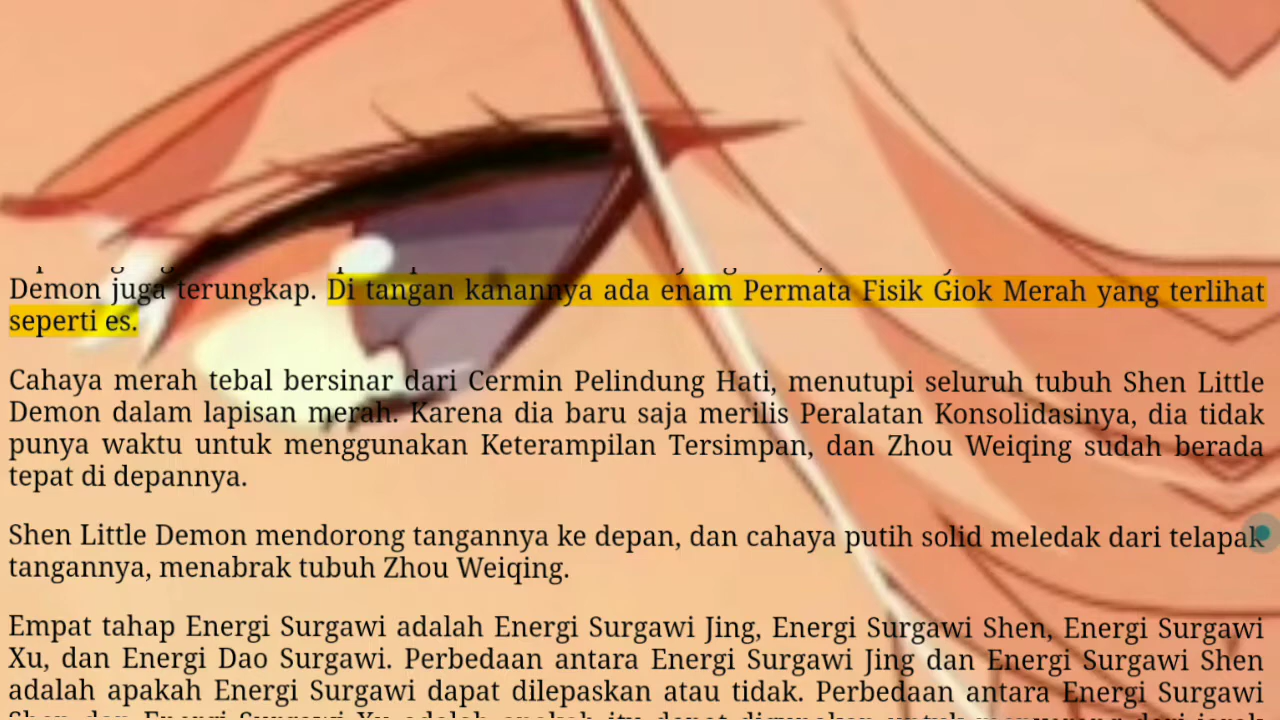 Demon juga terungkap. Di tangan kanannya ada enam Permata Fisik Giok Merah yang terlihat
seperti es.
Cahaya merah tebal bersinar dari Cermin Pelindung Hati, menutupi seluruh tubuh Shen Little
Demon dalam lapisan merah. Karena dia baru saja merilis Peralatan Konsolidasinya, dia tidak
punya waktu untuk menggunakan Keterampilan Tersimpan, dan Zhou Weiqing sudah berada
tepat di depannya.
Shen Little Demon mendorong tangannya ke depan, dan cahaya putih solid meledak dari telapak
tangannya, menabrak tubuh Zhou Weiqing.
Empat tahap Energi Surgawi adalah Energi Surgawi Jing, Energi Surgawi Shen, Energi Surgawi
Xu, dan Energi Dao Surgawi. Perbedaan antara Energi Surgawi Jing dan Energi Surgawi Shen
adalah apakah Energi Surgawi dapat dilepaskan atau tidak. Perbedaan antara Energi Surgawi